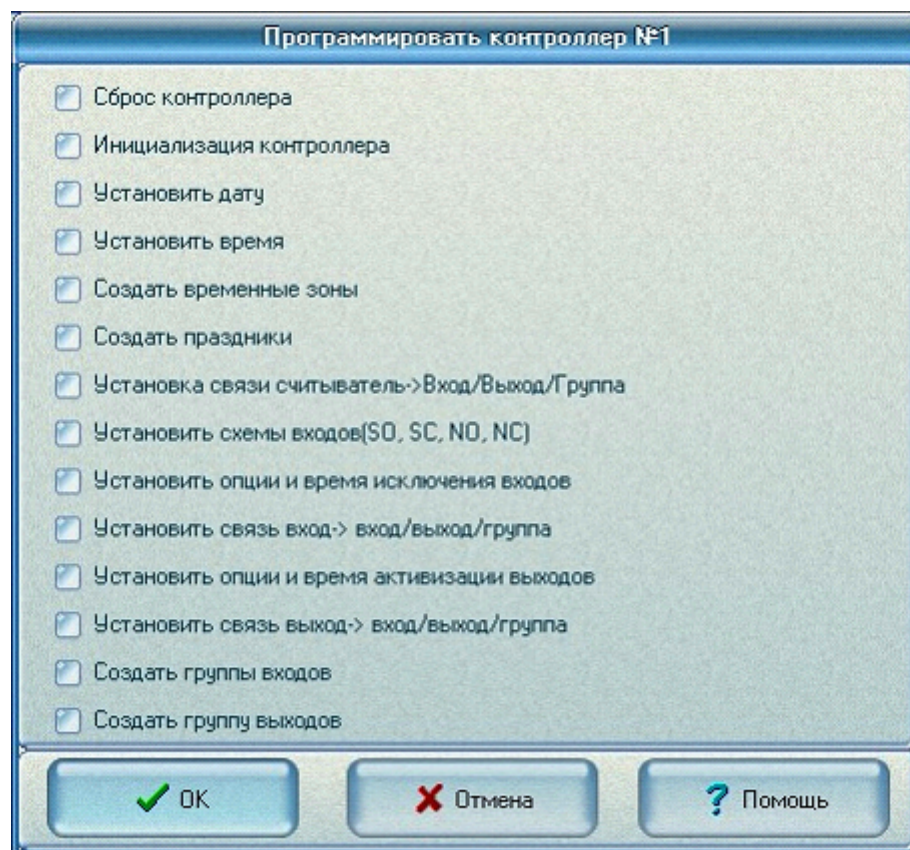 Программировать контроллер №1
Сброс контроллера
Инициализация контроллера
Установить дату
Установить время
Создать временные зоны
Создать праздники
Установка связи считыватель->Вход/Выход/Группа
Установить схемы входов(SO, SC, NO, NC)
Установить опции и время исключения входов
Установить связь вход-> вход/выход/группа
Установить опции и время активизации выходов
Установить связь выход-> вход/выход/группа
Создать группы входов
Создать группу выходов
OK
Отмена
? Помощь